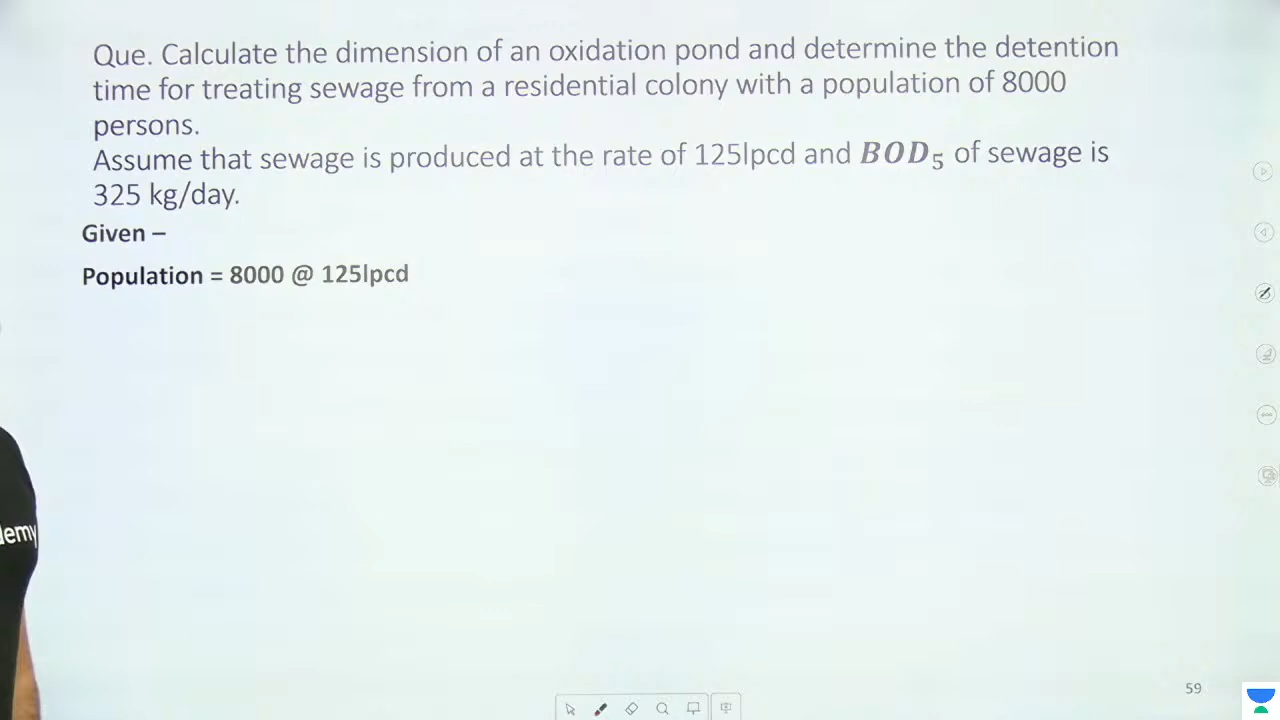 Que. Calculate the dimension of an oxidation pond and determine the detention
time for treating sewage from a residential colony with a population of 8000
persons.
Assume that sewage is produced at the rate of 125lpcd and BOD₅ of sewage is
325 kg/day.
Given –
Population = 8000 @ 125lpcd
demy
59